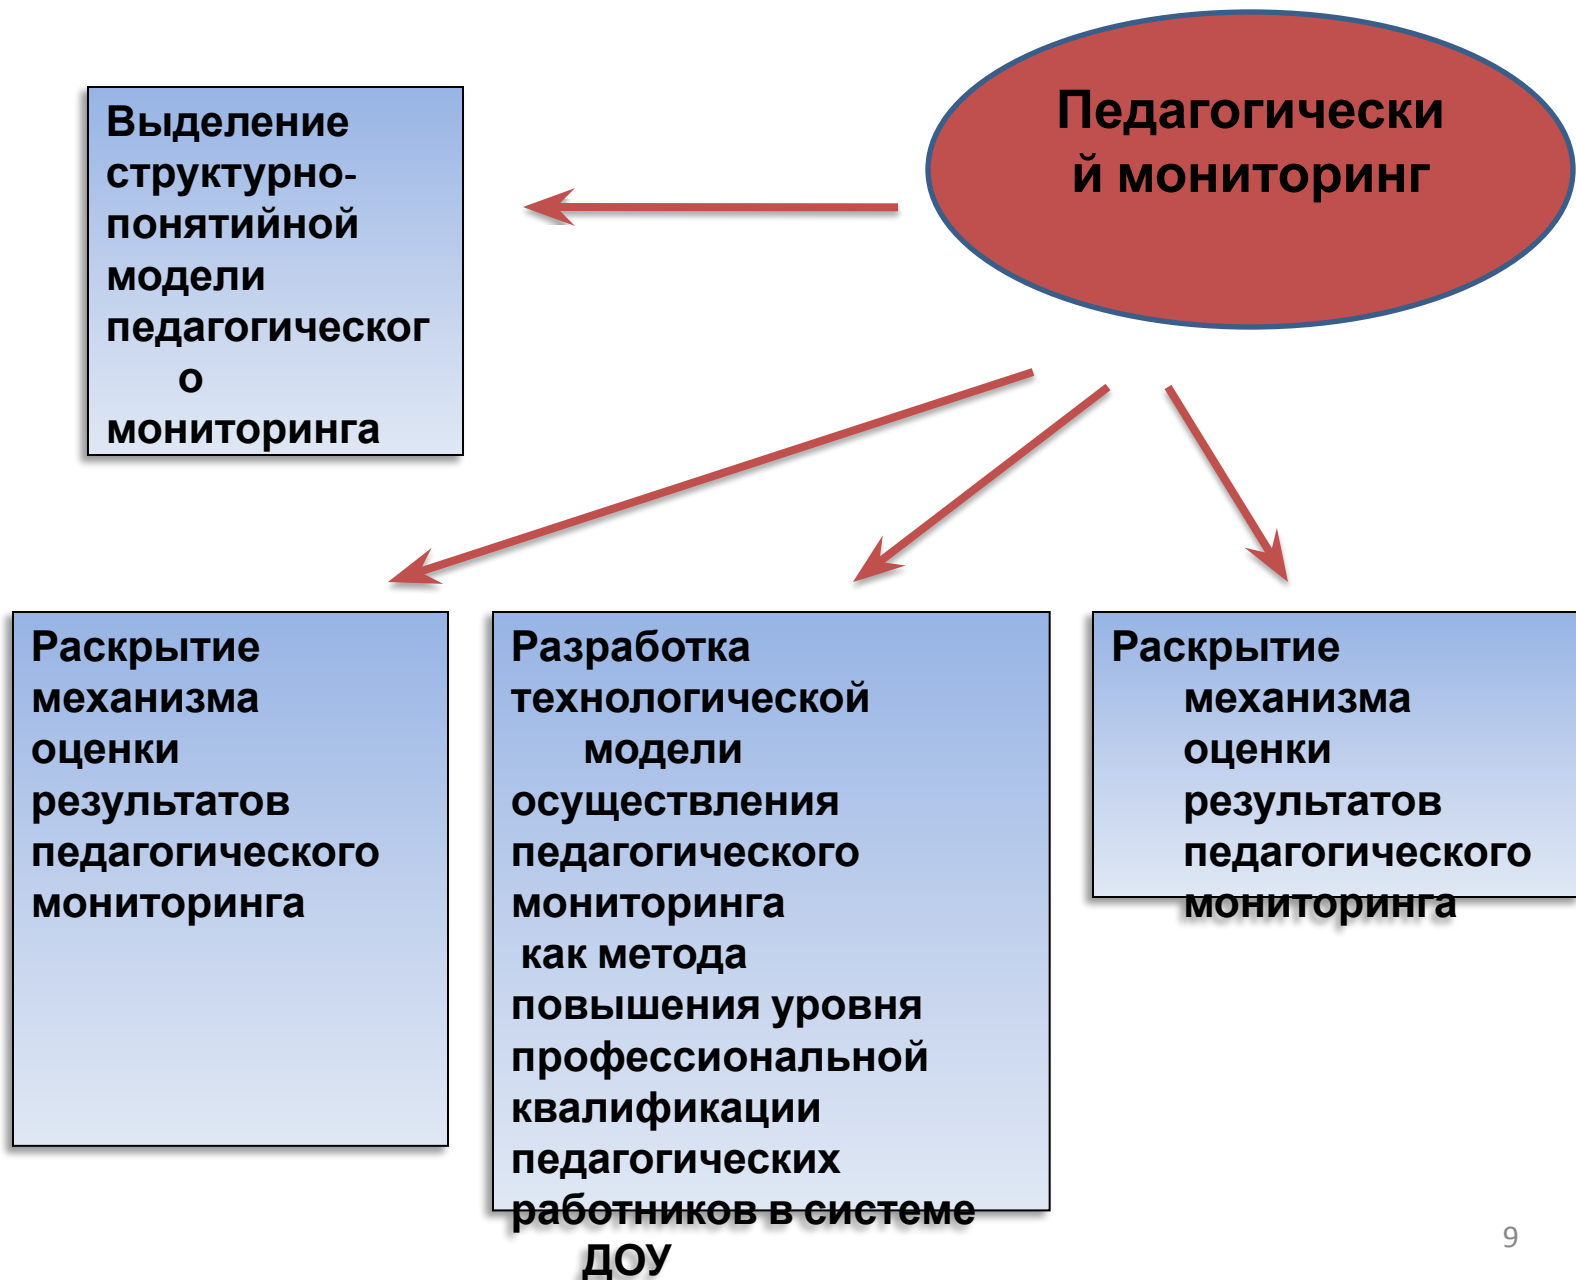 Педагогически
й мониторинг
Выделение
структурно-
понятийной
модели
педагогическог
о
мониторинга
Раскрытие
механизма
оценки
результатов
педагогического
мониторинга
Разработка
технологической
модели
осуществления
педагогического
мониторинга
как метода
повышения уровня
профессиональной
квалификации
педагогических
работников в системе
ДОУ
Раскрытие
механизма
оценки
результатов
педагогического
мониторинга
9